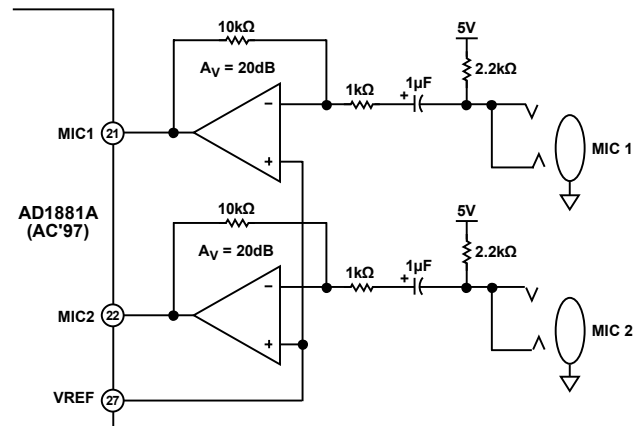 10kΩ
5V
A_V = 20dB
2.2kΩ
1kΩ
+
1µF
−
MIC1
21
MIC 1
+
AD1881A
(AC'97)
10kΩ
5V
A_V = 20dB
2.2kΩ
1kΩ
+
1µF
−
MIC2
22
MIC 2
+
VREF
27